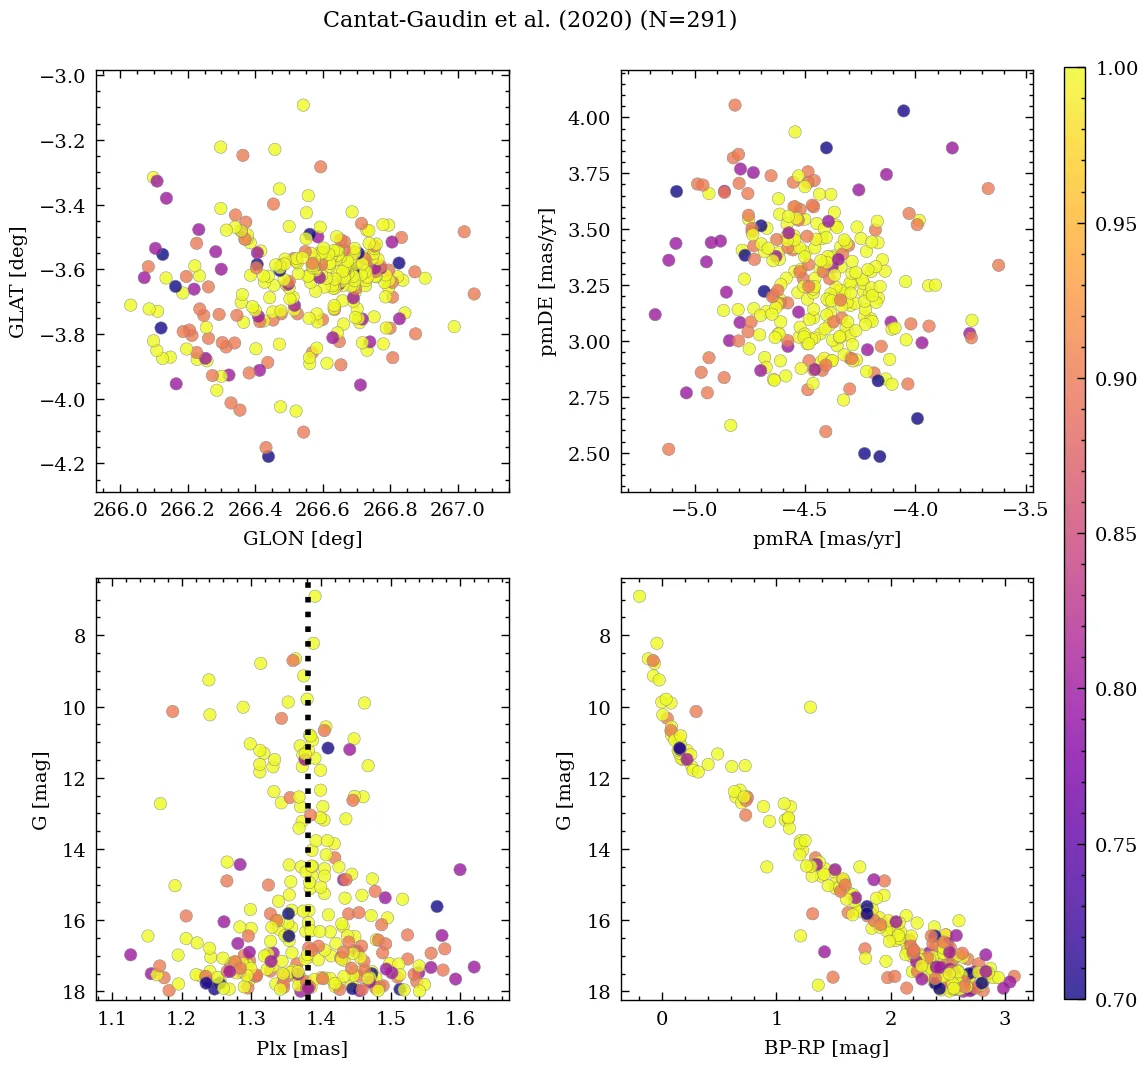 Cantat-Gaudin et al. (2020) (N=291)
−3.0
−3.2
−3.4
−3.6
−3.8
−4.0
−4.2
GLAT [deg]
266.0 266.2 266.4 266.6 266.8 267.0
GLON [deg]
4.00
3.75
3.50
3.25
3.00
2.75
2.50
pmDE [mas/yr]
−5.0 −4.5 −4.0 −3.5
pmRA [mas/yr]
8
10
12
14
16
18
G [mag]
1.1 1.2 1.3 1.4 1.5 1.6
Plx [mas]
8
10
12
14
16
18
G [mag]
0 1 2 3
BP-RP [mag]
1.00
0.95
0.90
0.85
0.80
0.75
0.70